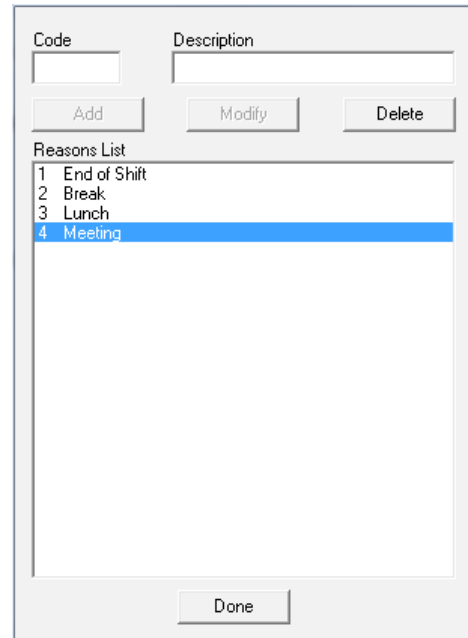 Code Description
Add Modify Delete
Reasons List
1 End of Shift
2 Break
3 Lunch
4 Meeting
Done